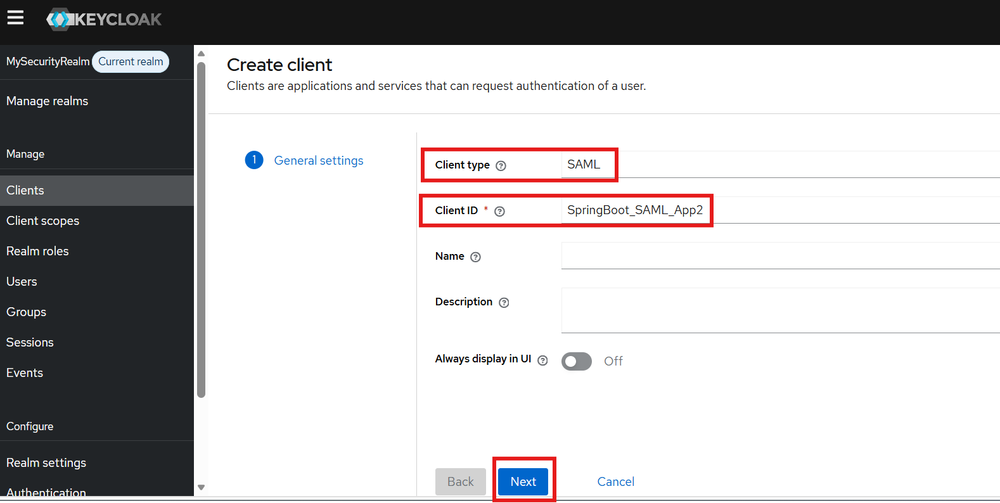 KEYCLOAK
MySecurityRealm Current realm
Manage realms
Manage
Clients
Client scopes
Realm roles
Users
Groups
Sessions
Events
Configure
Realm settings
Authentication
Create client
Clients are applications and services that can request authentication of a user.
1 General settings
Client type ? SAML
Client ID * ? SpringBoot_SAML_App2
Name ?
Description ?
Always display in UI ? Off
Back Next Cancel